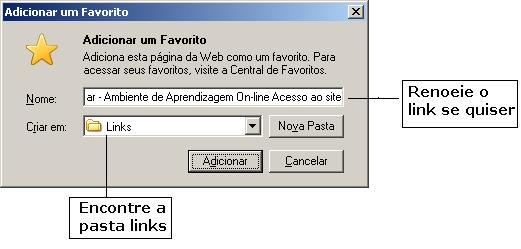 Adicionar um Favorito
Adicionar um Favorito
Adiciona esta página da Web como um favorito. Para
acessar seus favoritos, visite a Central de Favoritos.
Nome:
ar - Ambiente de Aprendizagem On-line Acesso ao site
Criar em:
Links
Nova Pasta
Adicionar
Cancelar
Renoeie o
link se quiser
Encontre a
pasta links